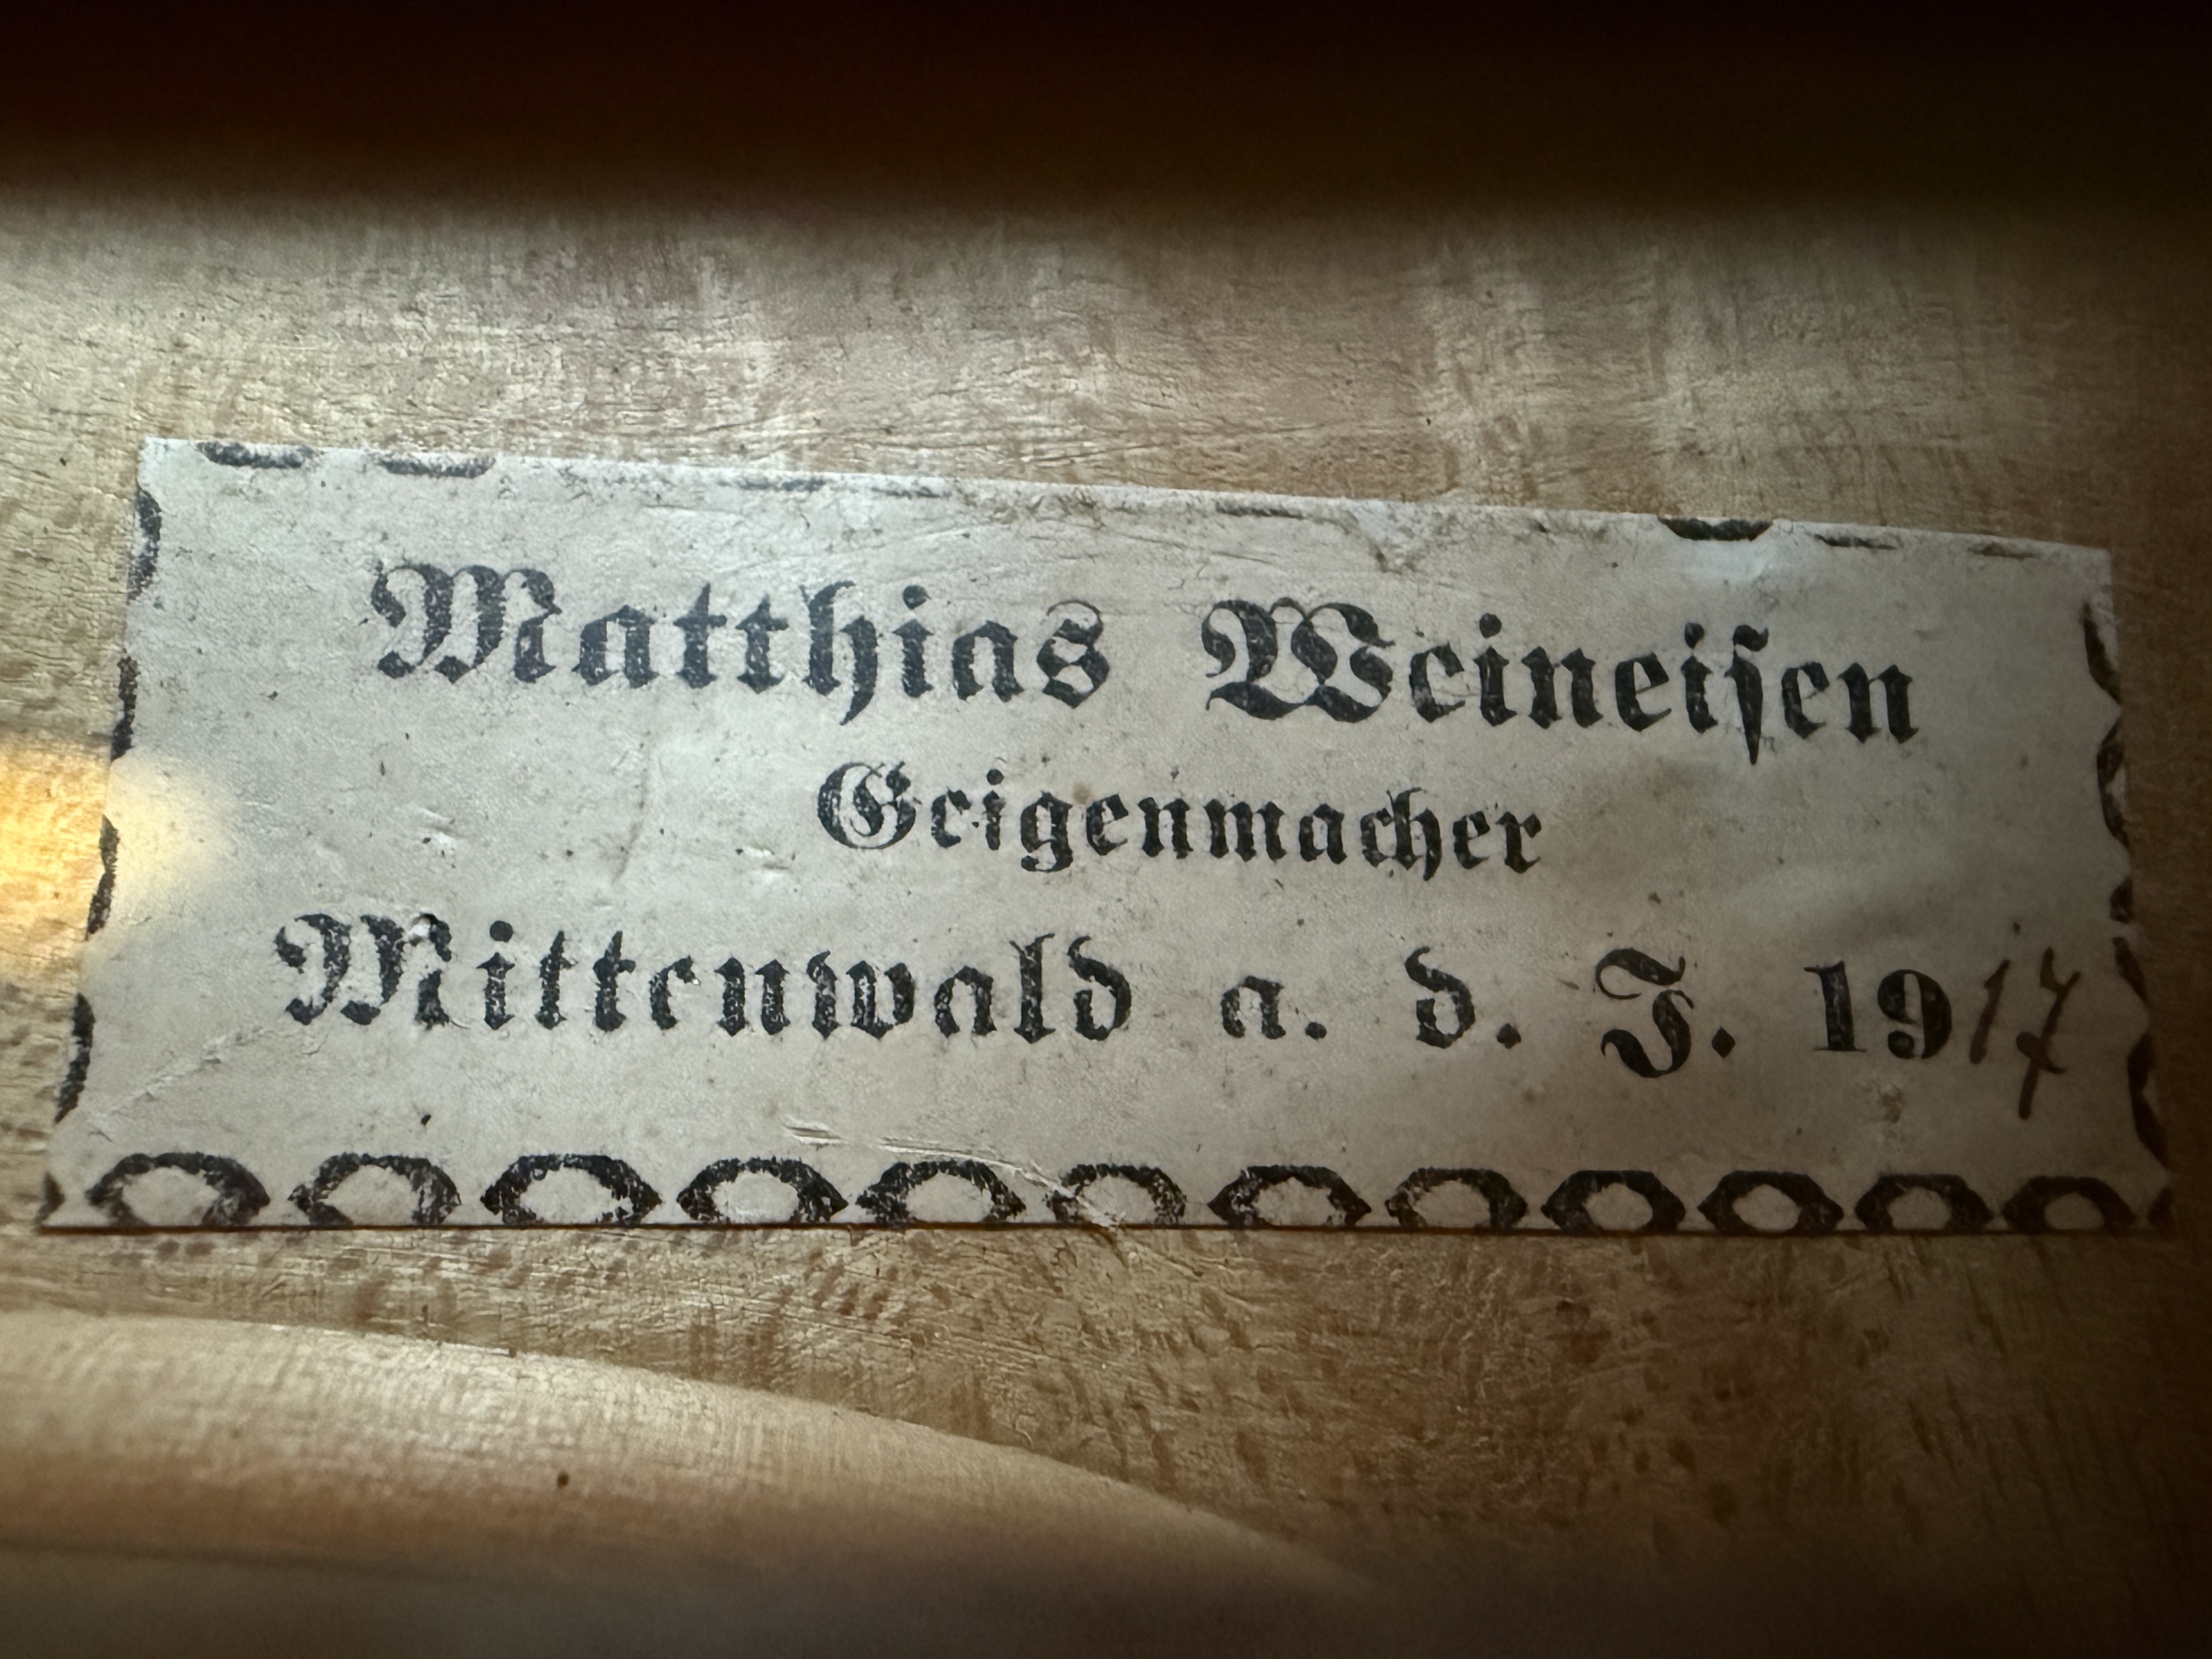 Matthias Weineisen
Geigenmacher
Mittenwald a. d. J. 1917